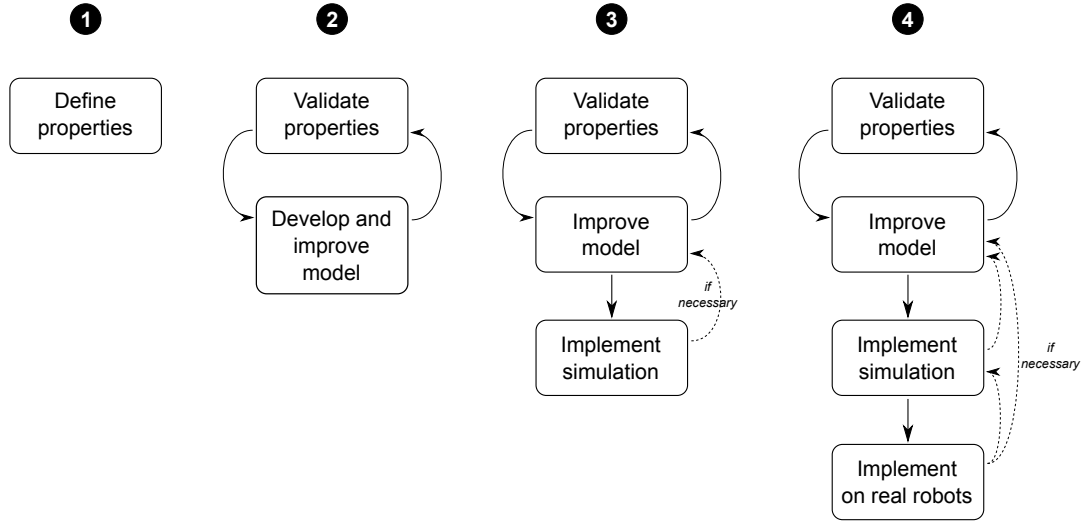 1
2
3
4
Define
properties
Validate
properties
Develop and
improve
model
Validate
properties
Improve
model
if
necessary
Implement
simulation
Validate
properties
Improve
model
Implement
simulation
if
necessary
Implement
on real robots